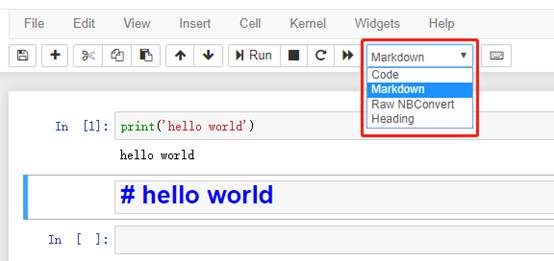 File Edit View Insert Cell Kernel Widgets Help
Run Markdown
Code
Markdown
Raw NBConvert
Heading
In [1]: print('hello world')
hello world
# hello world
In [ ]: